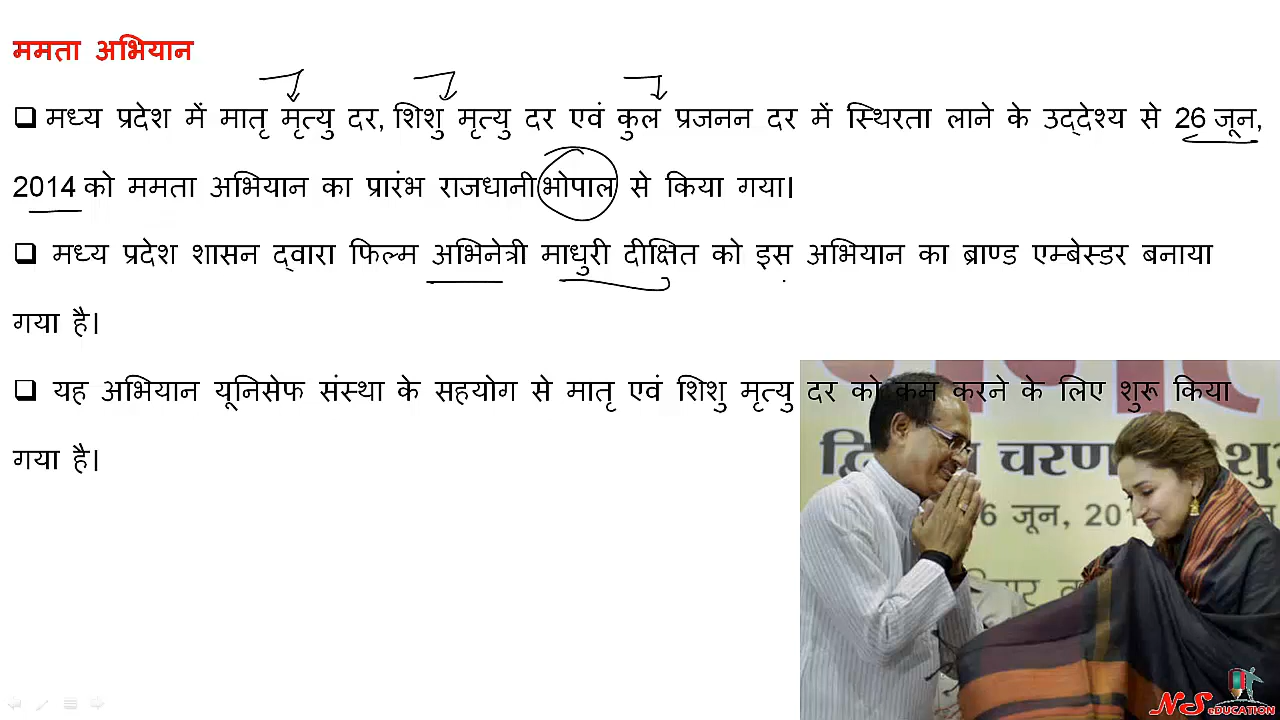 ममता अभियान
मध्य प्रदेश में मातृ मृत्यु दर, शिशु मृत्यु दर एवं कुल प्रजनन दर में स्थिरता लाने के उद्देश्य से 26 जून,
2014 को ममता अभियान का प्रारंभ राजधानी भोपाल से किया गया।
मध्य प्रदेश शासन द्वारा फिल्म अभिनेत्री माधुरी दीक्षित को इस अभियान का ब्राण्ड एम्बेस्डर बनाया
गया है।
यह अभियान यूनिसेफ संस्था के सहयोग से मातृ एवं शिशु मृत्यु दर को कम करने के लिए शुरू किया
गया है।
चरण
6 जून, 201
NS eDUCATION